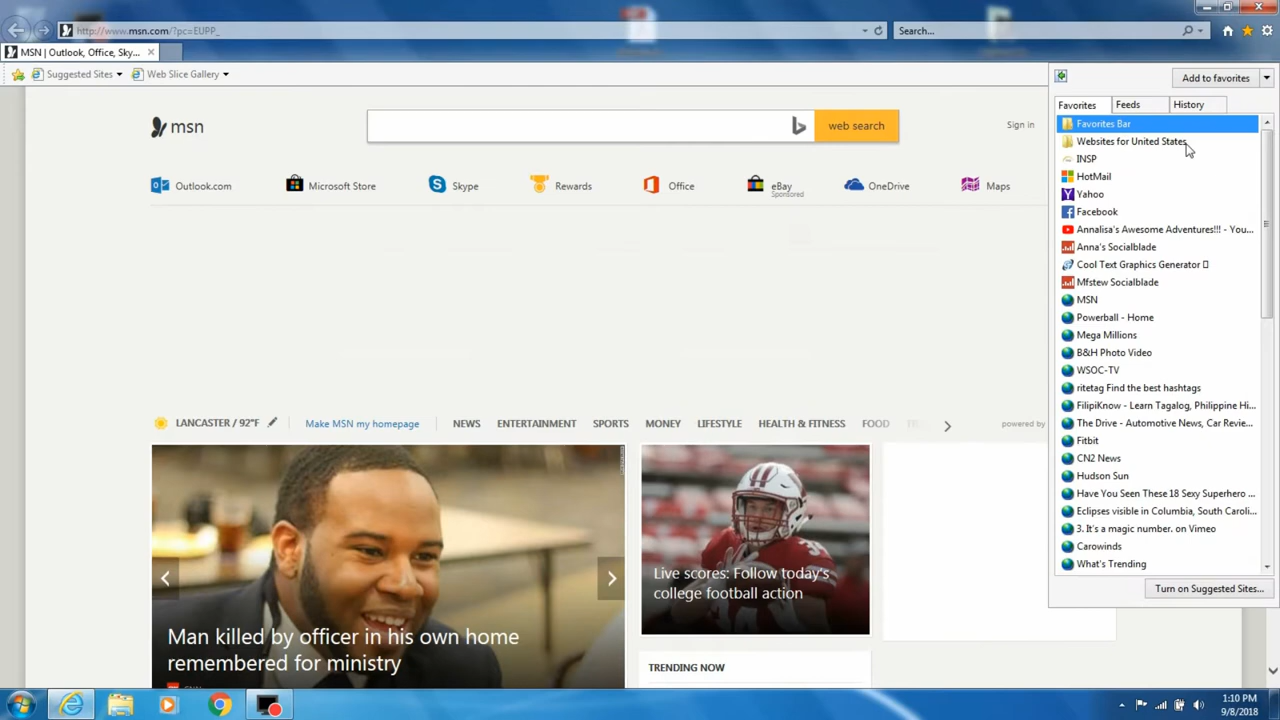 http://www.msn.com/?pc=EUPP_
Search...
MSN | Outlook, Office, Sky...
Suggested Sites
Web Slice Gallery
Add to favorites
Favorites
Feeds
History
Favorites Bar
Websites for United States
INSP
HotMail
Yahoo
Facebook
Annalisa's Awesome Adventures!!! - You...
Anna's Socialblade
Cool Text Graphics Generator
Mfstew Socialblade
MSN
Powerball - Home
Mega Millions
B&H Photo Video
WSOC-TV
ritetag Find the best hashtags
FilipiKnow - Learn Tagalog, Philippine Hi...
The Drive - Automotive News, Car Revie...
Fitbit
CN2 News
Hudson Sun
Have You Seen These 18 Sexy Superhero ...
Eclipses visible in Columbia, South Caroli...
3. It's a magic number. on Vimeo
Carowinds
What's Trending
Turn on Suggested Sites...
msn
web search
Sign in
Outlook.com
Microsoft Store
Skype
Rewards
Office
eBay
Sponsored
OneDrive
Maps
LANCASTER / 92°F
Make MSN my homepage
NEWS
ENTERTAINMENT
SPORTS
MONEY
LIFESTYLE
HEALTH & FITNESS
FOOD
powered by
Man killed by officer in his own home
remembered for ministry
Live scores: Follow today's
college football action
TRENDING NOW
1:10 PM
9/8/2018